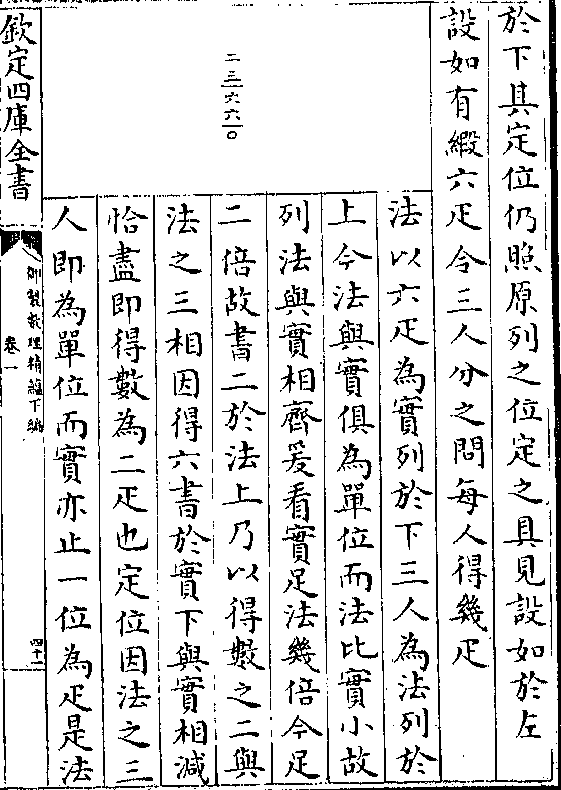 於下其定位仍照原列之位定之具見設如於左
設如有緞六疋令三人分之問每人得幾疋
二三六六〇
法以六疋為實列於下三人為法列於
上今法與實俱為單位而法比實小故
列法與實相齊爰看實足法幾倍今足
二倍故書二於法上乃以得數之二與
法之三相因得六書於實下與實相減
恰盡即得數為二疋也定位因法之三
人即為單位而實亦止一位為疋是法
欽定四庫全書
御製數理精蘊下編
卷一
四十一